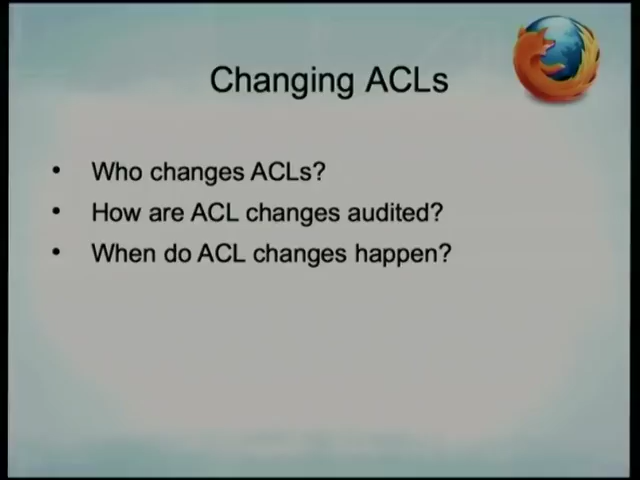 Changing ACLs
• Who changes ACLs?
• How are ACL changes audited?
• When do ACL changes happen?